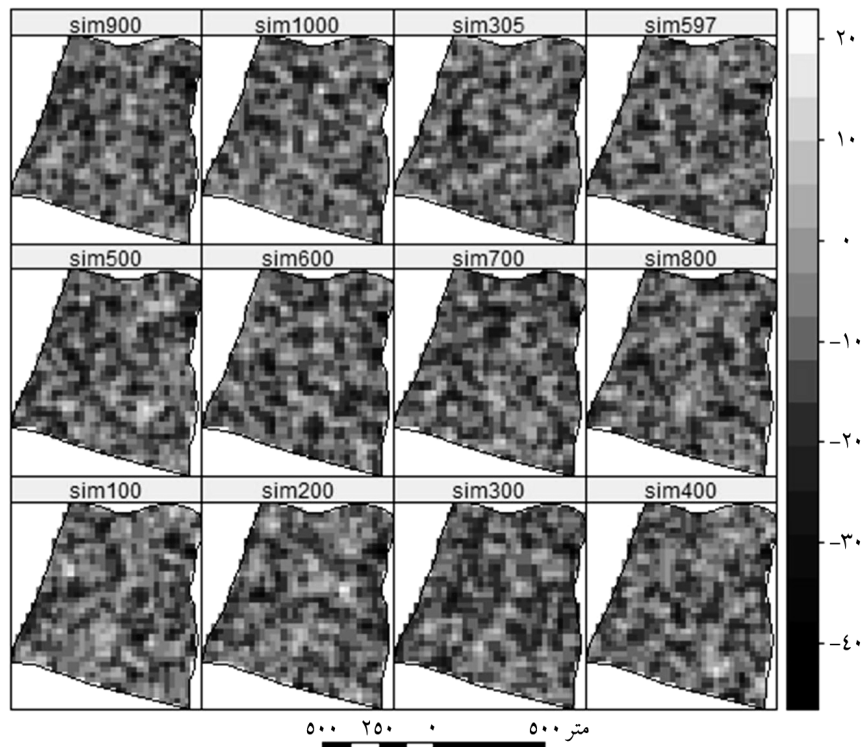 sim900 sim1000 sim305 sim597
۲۰
۱۰
۰
-۱۰
sim500 sim600 sim700 sim800
-۲۰
-۳۰
-۴۰
sim100 sim200 sim300 sim400
۵۰۰ ۲۵۰ ۰ ۵۰۰ متر